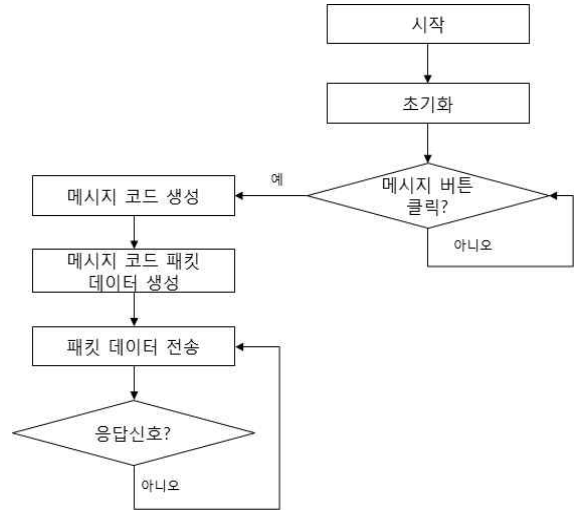 시작
초기화
메시지 버튼
클릭?
예
아니오
메시지 코드 생성
메시지 코드 패킷
데이터 생성
패킷 데이터 전송
응답신호?
아니오